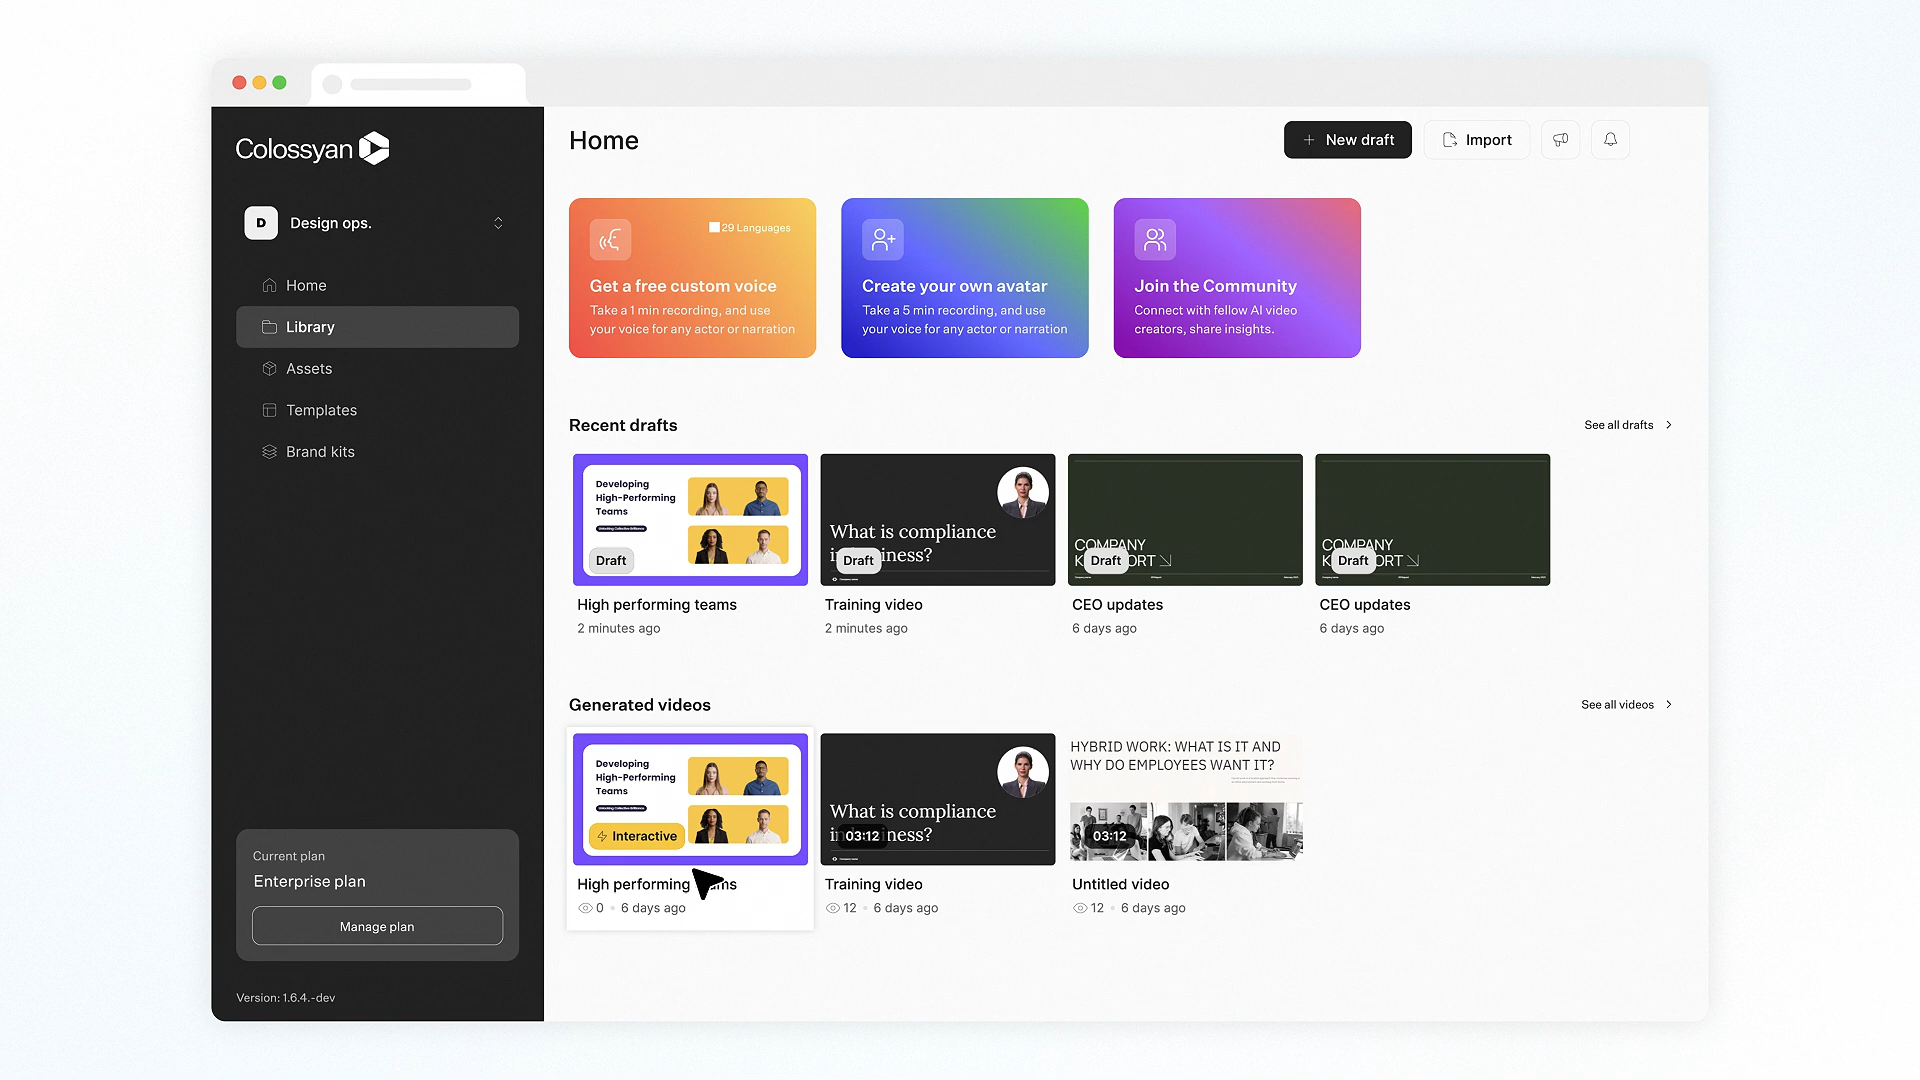 Colossyan
D
Design ops.
Home
Library
Assets
Templates
Brand kits
Current plan
Enterprise plan
Manage plan
Version: 1.6.4.-dev
Home
New draft
Import
29 Languages
Get a free custom voice
Take a 1 min recording, and use
your voice for any actor or narration
Create your own avatar
Take a 5 min recording, and use
your voice for any actor or narration
Join the Community
Connect with fellow AI video
creators, share insights.
Recent drafts
See all drafts
Developing
High-Performing
Teams
Unlocking Collective Brilliance
Draft
High performing teams
2 minutes ago
What is compliance
Draft
Training video
2 minutes ago
COMPANY
Draft
CEO updates
6 days ago
COMPANY
Draft
CEO updates
6 days ago
Generated videos
See all videos
Developing
High-Performing
Teams
Unlocking Collective Brilliance
Interactive
High performing
0 • 6 days ago
What is compliance
03:12
Training video
12 • 6 days ago
HYBRID WORK: WHAT IS IT AND
WHY DO EMPLOYEES WANT IT?
03:12
Untitled video
12 • 6 days ago